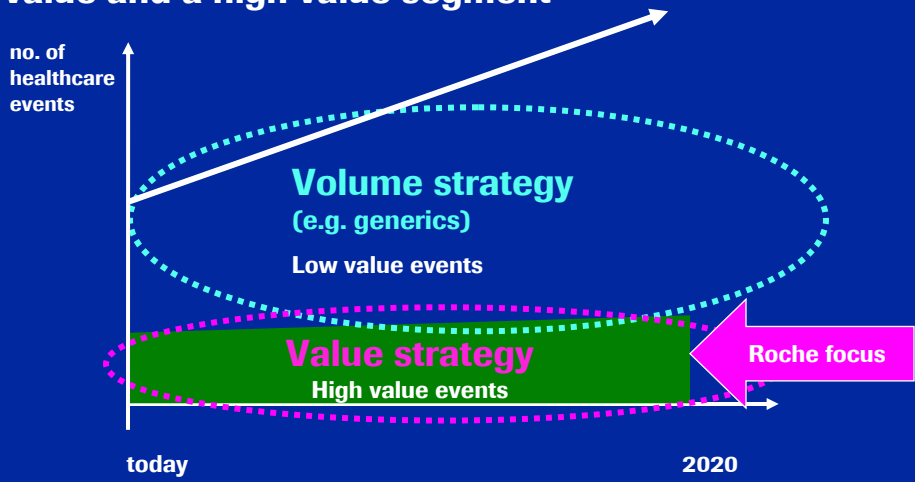 value and a high value segment
no. of
healthcare
events
Volume strategy
(e.g. generics)
Low value events
Value strategy
High value events
Roche focus
today
2020